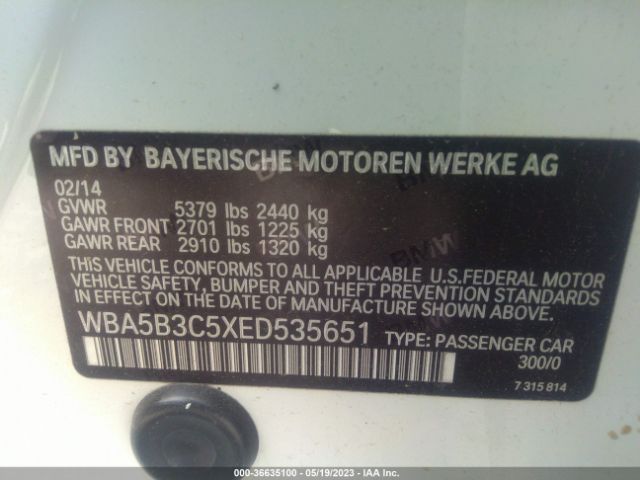 MFD BY BAYERISCHE MOTOREN WERKE AG
02/14
GVWR 5379 lbs 2440 kg
GAWR FRONT 2701 lbs 1225 kg
GAWR REAR 2910 lbs 1320 kg
THIS VEHICLE CONFORMS TO ALL APPLICABLE U.S.FEDERAL MOTOR
VEHICLE SAFETY, BUMPER AND THEFT PREVENTION STANDARDS
IN EFFECT ON THE DATE OF MANUFACTURE SHOWN ABOVE.
WBA5B3C5XED535651 TYPE: PASSENGER CAR
300/0
7 315 814
000-36635100 - 05/19/2023 - IAA Inc.